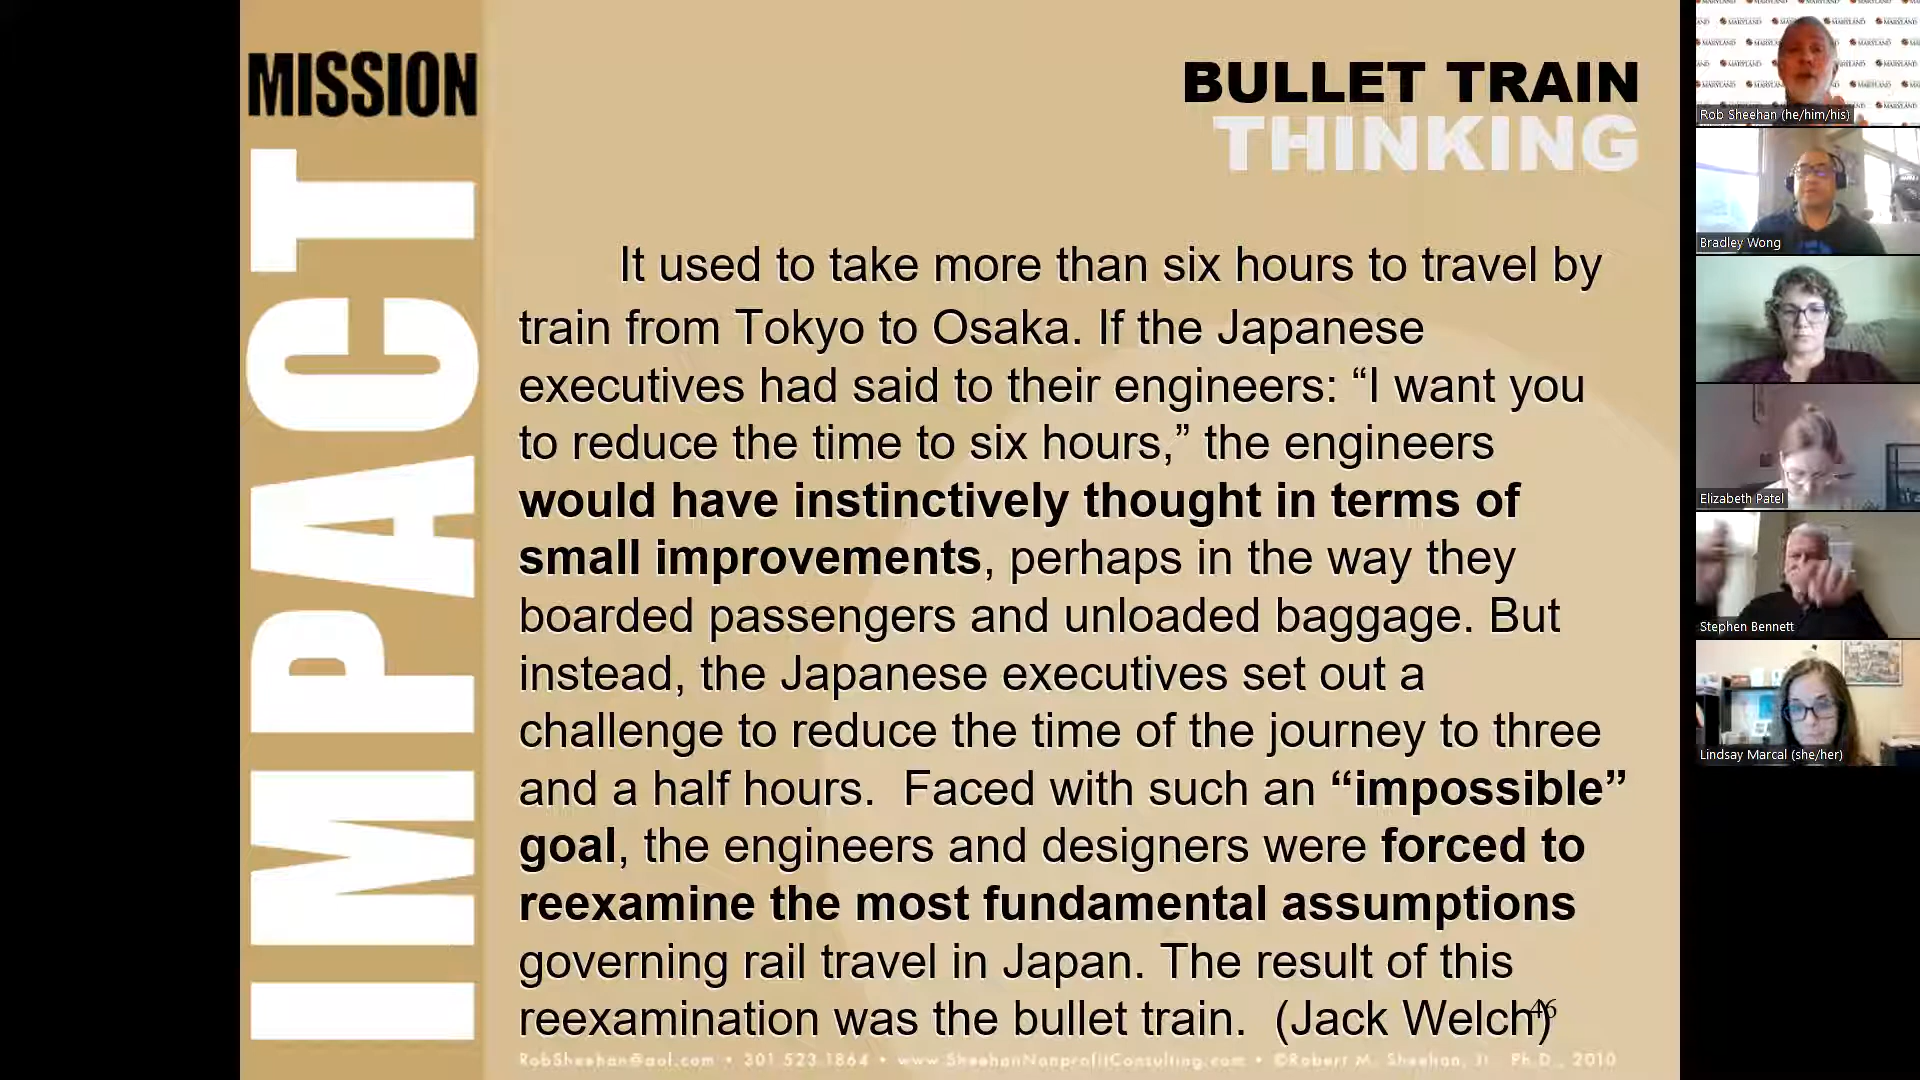 MISSION
IMPACT
BULLET TRAIN
THINKING
It used to take more than six hours to travel by
train from Tokyo to Osaka. If the Japanese
executives had said to their engineers: “I want you
to reduce the time to six hours,” the engineers
would have instinctively thought in terms of
small improvements, perhaps in the way they
boarded passengers and unloaded baggage. But
instead, the Japanese executives set out a
challenge to reduce the time of the journey to three
and a half hours.  Faced with such an “impossible”
goal, the engineers and designers were forced to
reexamine the most fundamental assumptions
governing rail travel in Japan. The result of this
reexamination was the bullet train.  (Jack Welch)
46
RobSheehan@aol.com • 301.523.1864 • www.SheehanNonprofitConsulting.com • ©Robert M. Sheehan, Jr., Ph.D., 2010
MARYLAND
Rob Sheehan (he/him/his)
Bradley Wong
Elizabeth Patel
Stephen Bennett
Lindsay Marcal (she/her)